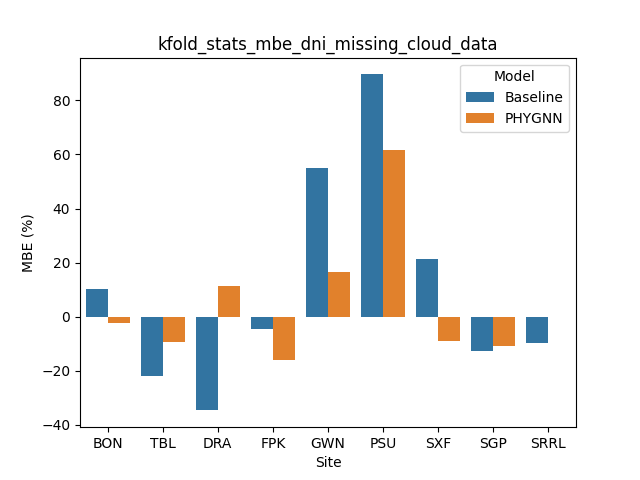 kfold_stats_mbe_dni_missing_cloud_data
Model
Baseline
PHYGNN
MBE (%)
80
60
40
20
0
−20
−40
BON TBL DRA FPK GWN PSU SXF SGP SRRL
Site